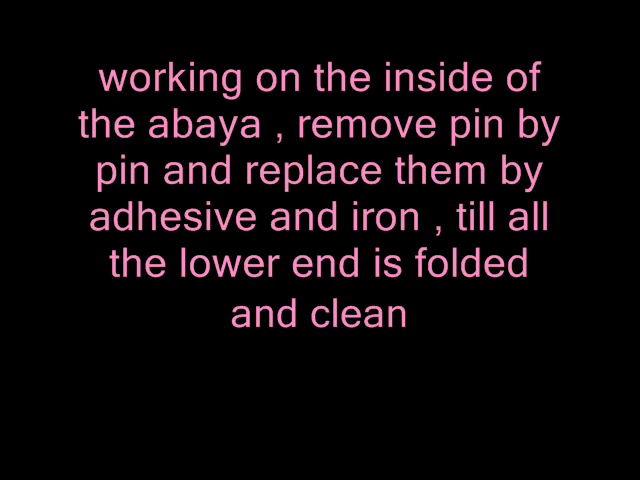 working on the inside of
the abaya , remove pin by
pin and replace them by
adhesive and iron , till all
the lower end is folded
and clean